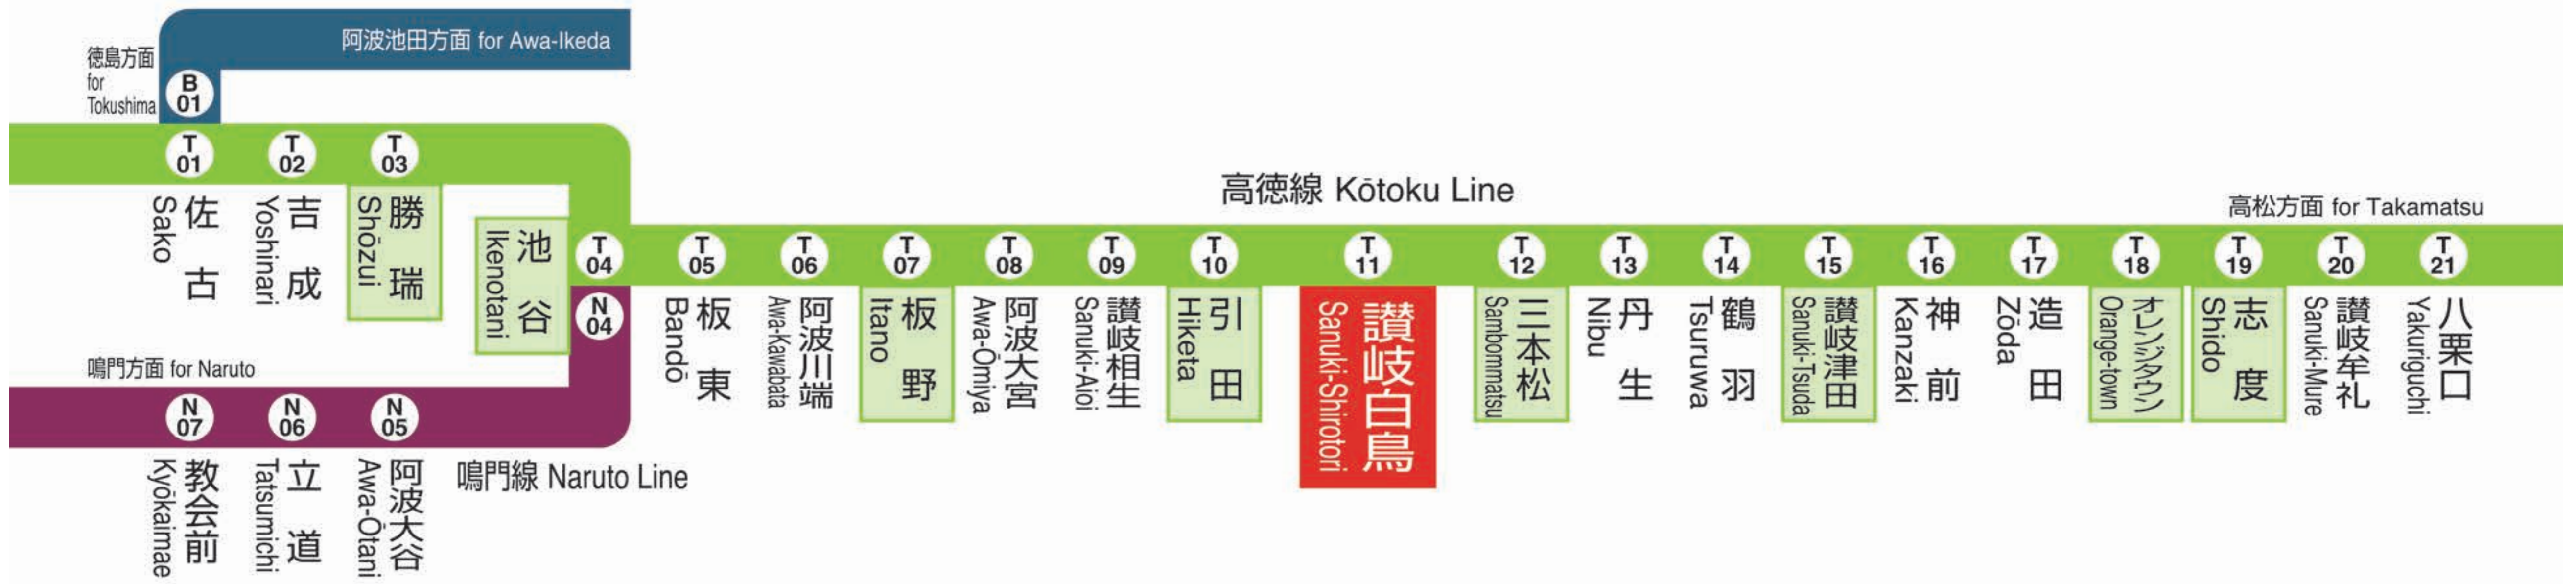 阿波池田方面 for Awa-Ikeda
徳島方面
for
Tokushima
B
01
T
01
T
02
T
03
佐古
Sako
吉成
Yoshinari
勝瑞
Shōzui
高徳線 Kōtoku Line
高松方面 for Takamatsu
池谷
Ikenotani
T
04
N
04
T
05
T
06
T
07
T
08
T
09
T
10
T
11
T
12
T
13
T
14
T
15
T
16
T
17
T
18
T
19
T
20
T
21
板東
Bandō
阿波川端
Awa-Kawabata
板野
Itano
阿波大宮
Awa-Ōmiya
讃岐相生
Sanuki-Aioi
引田
Hiketa
讃岐白鳥
Sanuki-Shirotori
三本松
Sambommatsu
丹生
Nibu
鶴羽
Tsuruwa
讃岐津田
Sanuki-Tsuda
神前
Kanzaki
造田
Zōda
オレンジタウン
Orange-town
志度
Shido
讃岐牟礼
Sanuki-Mure
八栗口
Yakuriguchi
鳴門方面 for Naruto
N
07
N
06
N
05
教会前
Kyōkaimae
立道
Tatsumichi
阿波大谷
Awa-Ōtani
鳴門線 Naruto Line